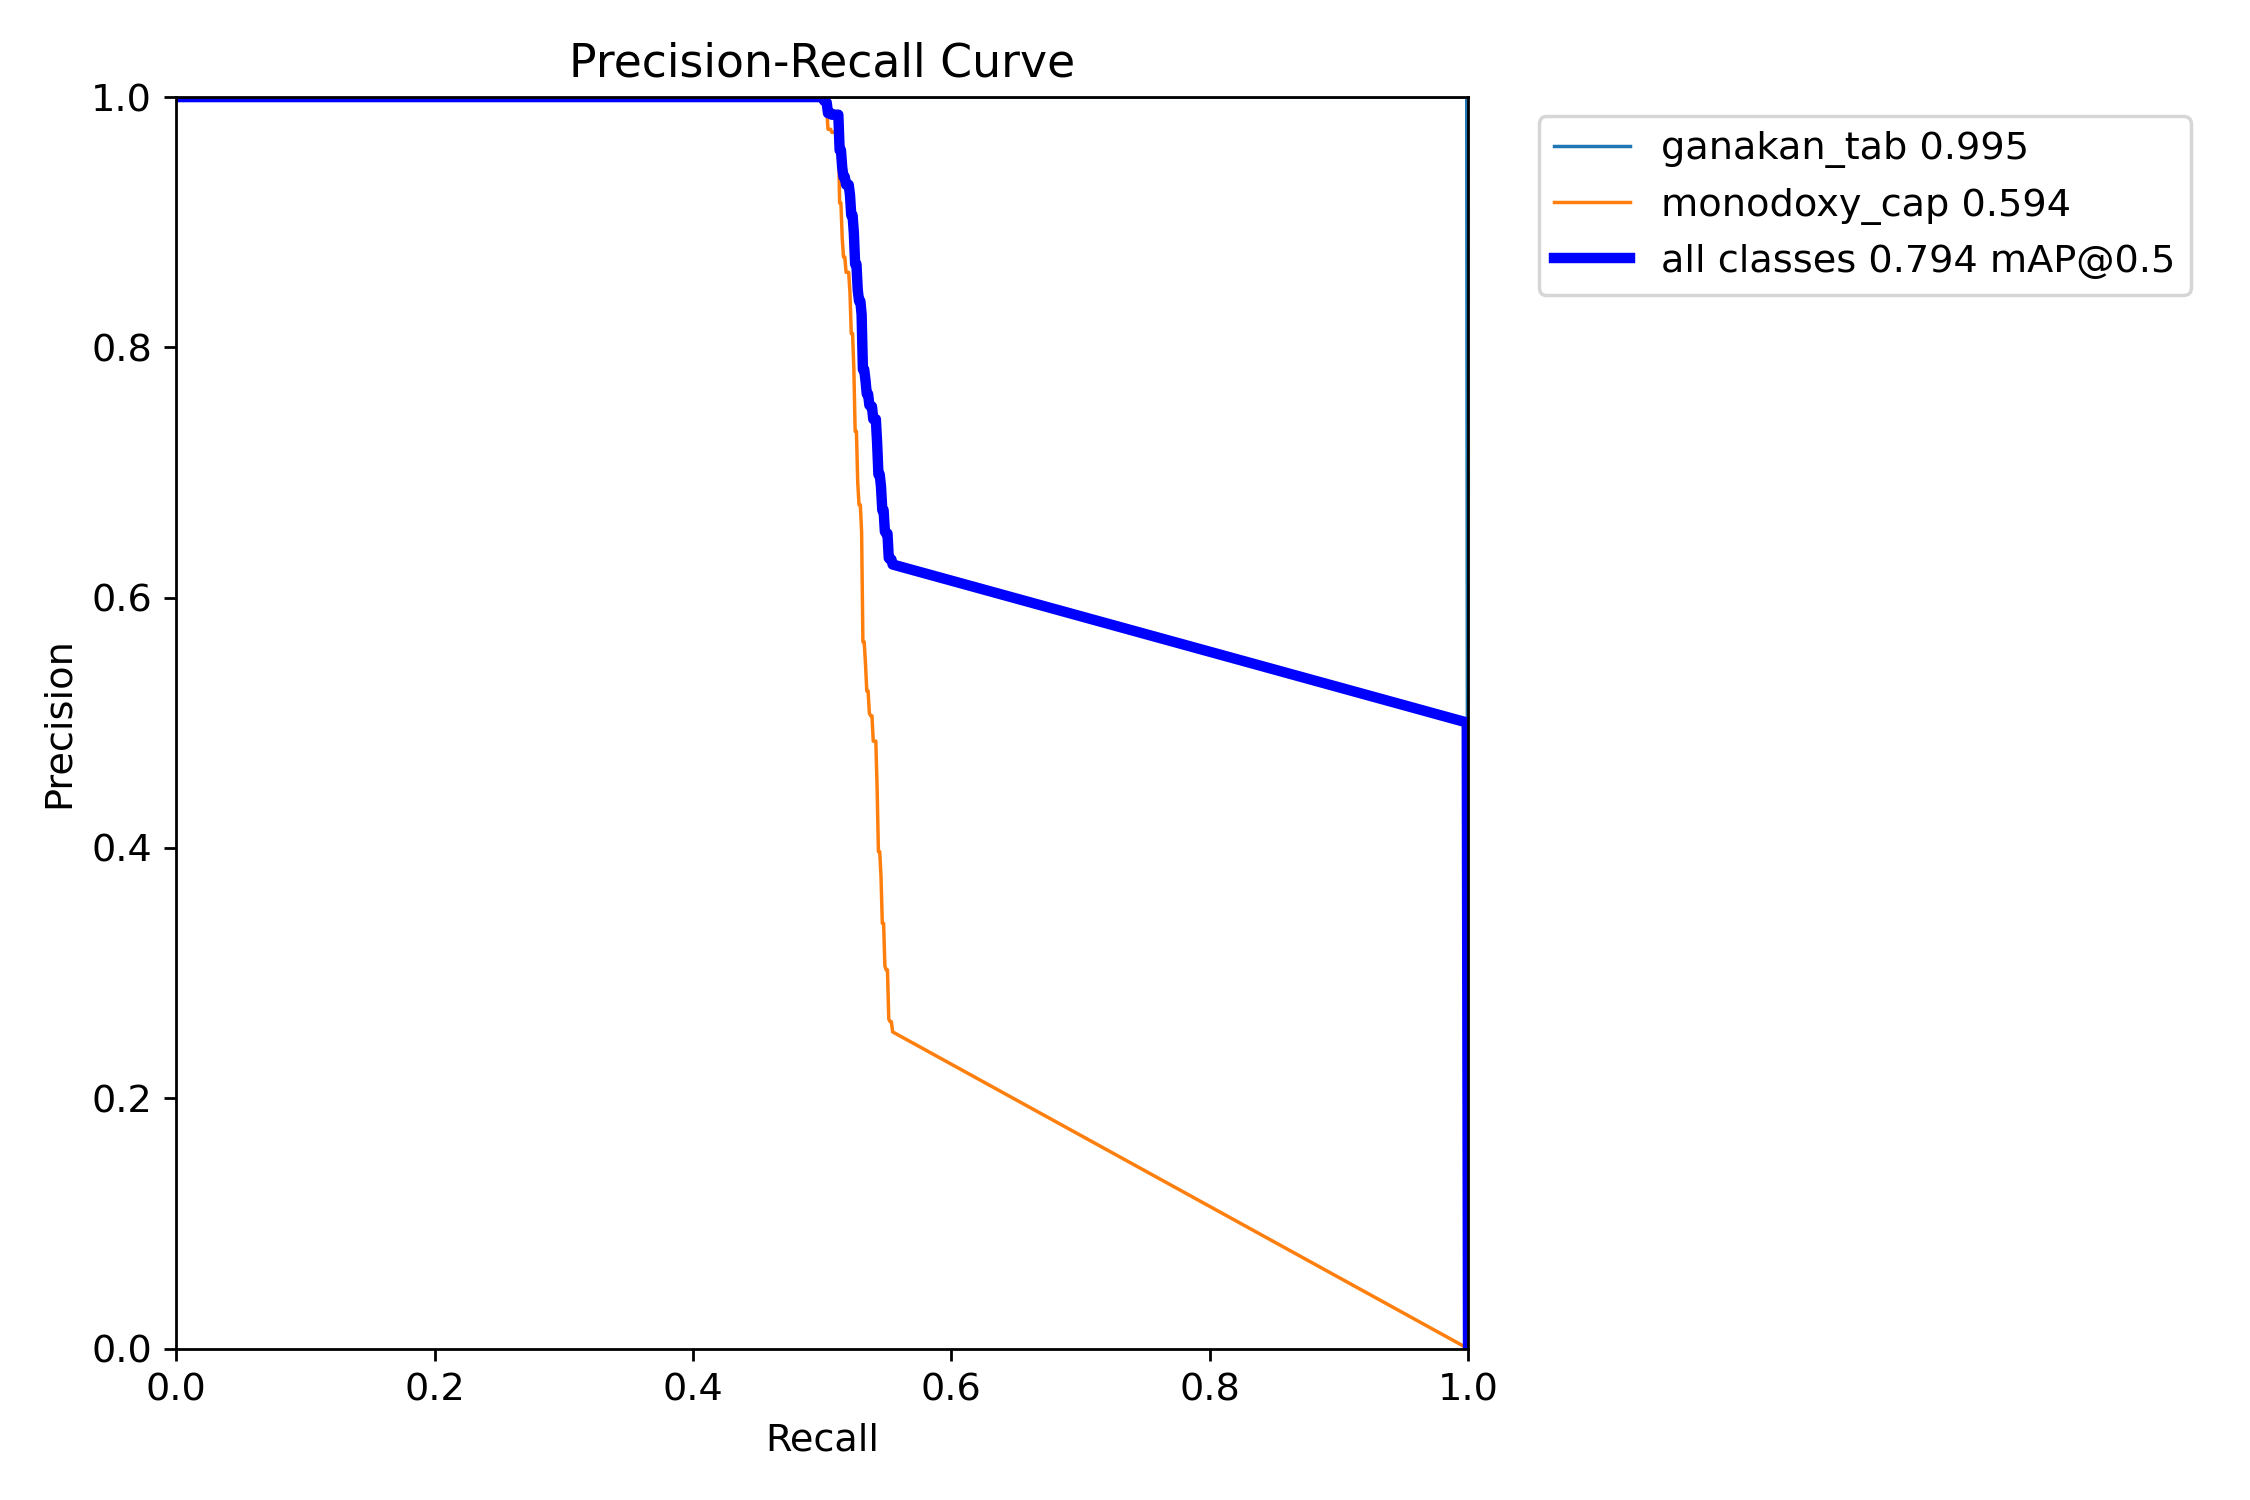 Precision-Recall Curve
1.0
0.8
0.6
0.4
0.2
0.0
Precision
0.0 0.2 0.4 0.6 0.8 1.0
Recall
ganakan_tab 0.995
monodoxy_cap 0.594
all classes 0.794 mAP@0.5